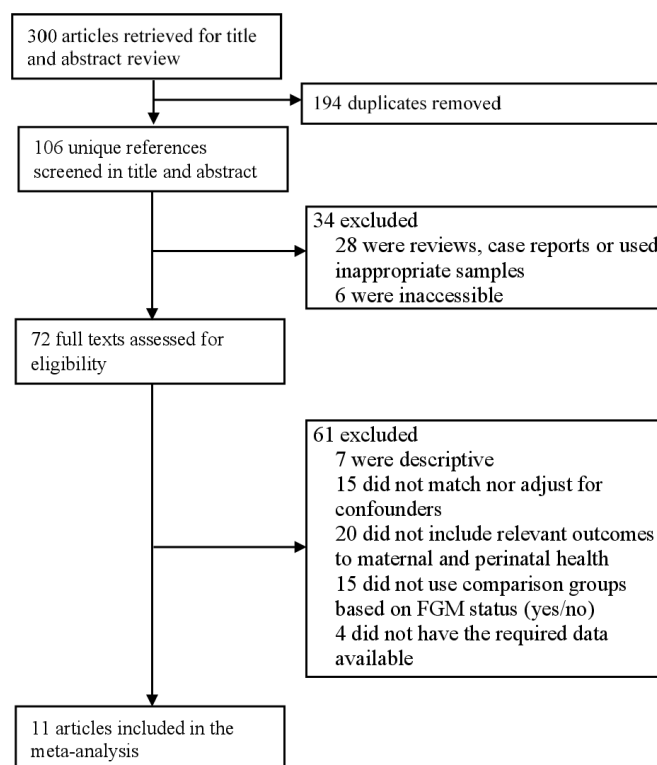 300 articles retrieved for title
and abstract review
194 duplicates removed
106 unique references
screened in title and abstract
34 excluded
28 were reviews, case reports or used
inappropriate samples
6 were inaccessible
72 full texts assessed for
eligibility
61 excluded
7 were descriptive
15 did not match nor adjust for
confounders
20 did not include relevant outcomes
to maternal and perinatal health
15 did not use comparison groups
based on FGM status (yes/no)
4 did not have the required data
available
11 articles included in the
meta-analysis